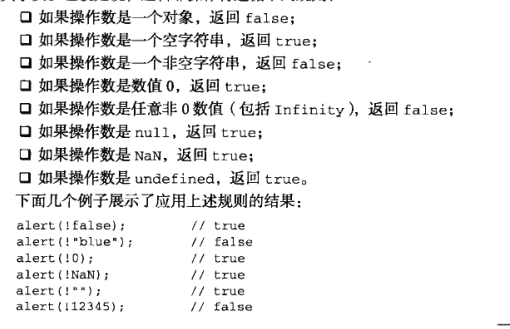 ❑ 如果操作数是一个对象，返回 false；
❑ 如果操作数是一个空字符串，返回 true；
❑ 如果操作数是一个非空字符串，返回 false；
❑ 如果操作数是数值 0，返回 true；
❑ 如果操作数是任意非 0 数值（包括 Infinity），返回 false；
❑ 如果操作数是 null，返回 true；
❑ 如果操作数是 NaN，返回 true；
❑ 如果操作数是 undefined，返回 true。
下面几个例子展示了应用上述规则的结果：
alert(!false); // true
alert(!"blue"); // false
alert(!0); // true
alert(!NaN); // true
alert(!""); // true
alert(!12345); // false